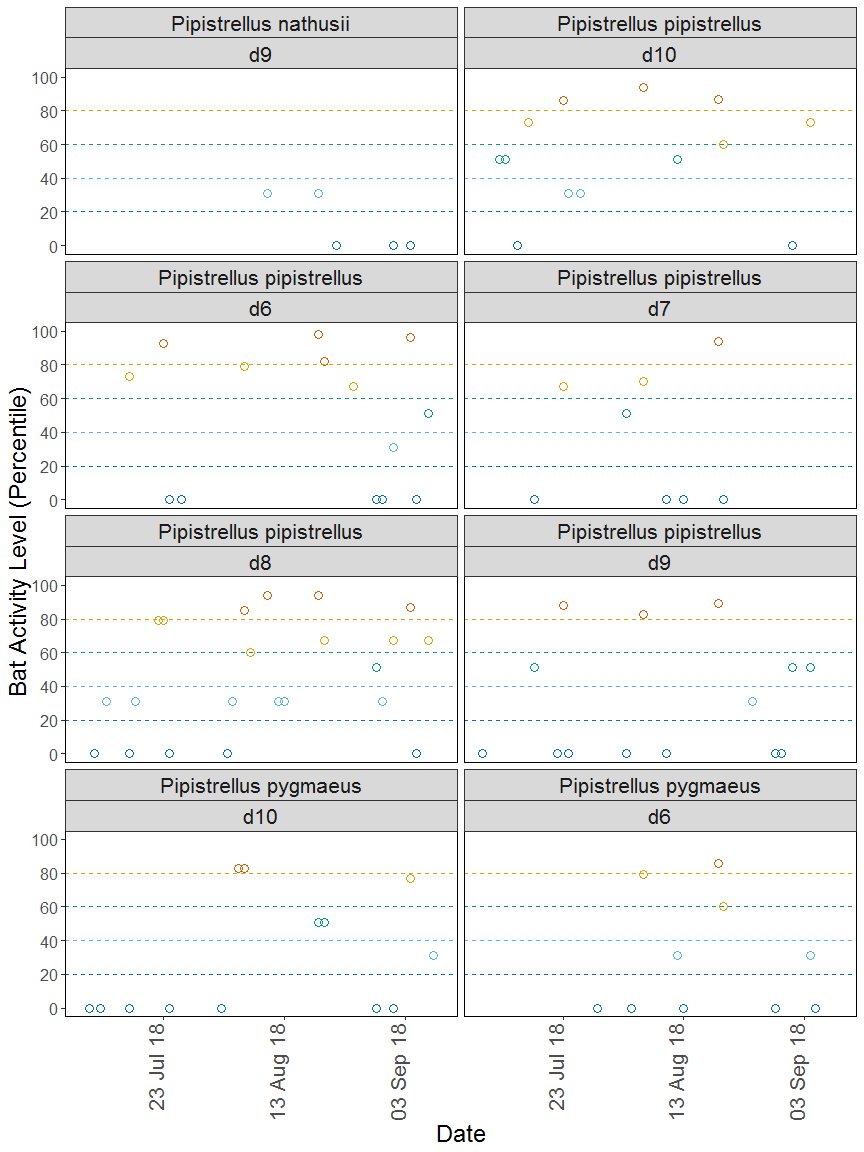 Pipistrellus nathusii
d9
Pipistrellus pipistrellus
d10
100
80
60
40
20
0
Pipistrellus pipistrellus
d6
Pipistrellus pipistrellus
d7
100
80
60
40
20
0
Bat Activity Level (Percentile)
Pipistrellus pipistrellus
d8
Pipistrellus pipistrellus
d9
100
80
60
40
20
0
Pipistrellus pygmaeus
d10
Pipistrellus pygmaeus
d6
100
80
60
40
20
0
23 Jul 18
13 Aug 18
03 Sep 18
23 Jul 18
13 Aug 18
03 Sep 18
Date